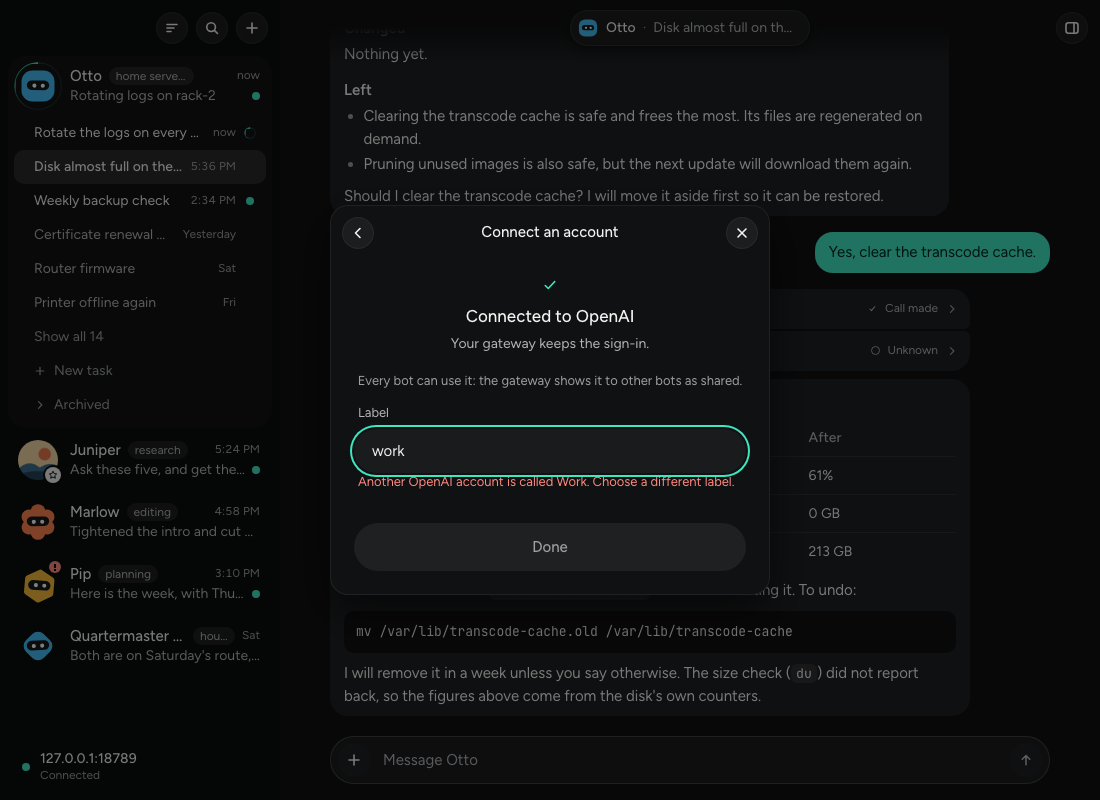 Otto · Disk almost full on th...
Otto home serve... now
Rotating logs on rack-2
Rotate the logs on every ... now
Disk almost full on the... 5:36 PM
Weekly backup check 2:34 PM
Certificate renewal ... Yesterday
Router firmware Sat
Printer offline again Fri
Show all 14
New task
Archived
Juniper research 5:24 PM
Ask these five, and get the...
Marlow editing 4:58 PM
Tightened the intro and cut ...
Pip planning 3:10 PM
Here is the week, with Thu...
Quartermaster ... hou... Sat
Both are on Saturday's route,...
127.0.0.1:18789
Connected
Nothing yet.
Left
• Clearing the transcode cache is safe and frees the most. Its files are regenerated on
demand.
• Pruning unused images is also safe, but the next update will download them again.
Should I clear the transcode cache? I will move it aside first so it can be restored.
Yes, clear the transcode cache.
Call made
Unknown
After
61%
0 GB
213 GB
it. To undo:
mv /var/lib/transcode-cache.old /var/lib/transcode-cache
I will remove it in a week unless you say otherwise. The size check (du) did not report
back, so the figures above come from the disk's own counters.
Message Otto
Connect an account
Connected to OpenAI
Your gateway keeps the sign-in.
Every bot can use it: the gateway shows it to other bots as shared.
Label
work
Another OpenAI account is called Work. Choose a different label.
Done